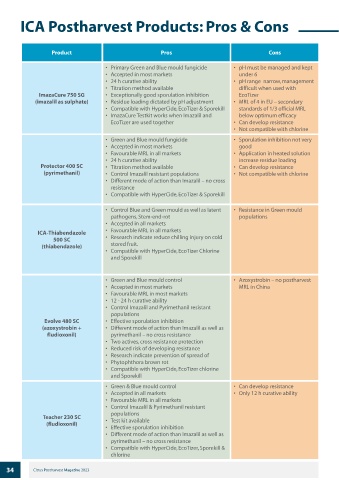 ICA Postharvest Products: Pros & Cons
Product
Pros
Cons
ImazaCure 750 SG
(imazalil as sulphate)
• Primary Green and Blue mould fungicide
• Accepted in most markets
• 24 h curative ability
• Titration method available
• Exceptionally good sporulation inhibition
• Residue loading dictated by pH adjustment
• Compatible with HyperCide, EcoTizer & Sporekill
• ImazaCure Testkit works when Imazalil and
EcoTizer are used together
• pH must be managed and kept
under 6
• pH range narrow, management
difficult when used with
EcoTizer
• MRL of 4 in EU – secondary
standards of 1/3 official MRL
below optimum efficacy
• Can develop resistance
• Not compatible with chlorine
Protector 400 SC
(pyrimethanil)
• Green and Blue mould fungicide
• Accepted in most markets
• Favourable MRL in all markets
• 24 h curative ability
• Titration method available
• Control Imazalil resistant populations
• Different mode of action than Imazalil – no cross
resistance
• Compatible with HyperCide, EcoTizer & Sporekill
• Sporulation inhibition not very
good
• Application in heated solution
increase residue loading
• Can develop resistance
• Not compatible with chlorine
ICA-Thiabendazole
500 SC
(thiabendazole)
• Control Blue and Green mould as well as latent
pathogens, Stem-end rot
• Accepted in all markets
• Favourable MRL in all markets
• Research indicate reduce chilling injury on cold
stored fruit.
• Compatible with HyperCide, EcoTizer Chlorine
and Sporekill
• Resistance in Green mould
populations
Evolve 480 SC
(azoxystrobin +
fludioxonil)
• Green and Blue mould control
• Accepted in most markets
• Favourable MRL in most markets
• 12 - 24 h curative ability
• Control Imazalil and Pyrimethanil resistant
populations
• Effective sporulation inhibition
• Different mode of action than Imazalil as well as
pyrimethanil – no cross resistance
• Two actives, cross resistance protection
• Reduced risk of developing resistance
• Research indicate prevention of spread of
• Phytophthora brown rot
• Compatible with HyperCide, EcoTizer chlorine
and Sporekill
• Azoxystrobin – no postharvest
MRL in China
Teacher 230 SC
(fludioxonil)
• Green & Blue mould control
• Accepted in all markets
• Favourable MRL in all markets
• Control Imazalil & Pyrimethanil resistant
populations
• Test kit available
• Effective sporulation inhibition
• Different mode of action than Imazalil as well as
pyrimethanil – no cross resistance
• Compatible with HyperCide, EcoTizer, Sporekill &
chlorine
• Can develop resistance
• Only 12 h curative ability
34
Citrus Postharvest Magazine 2022